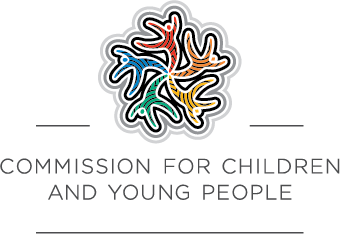 COMMISSION FOR CHILDREN
AND YOUNG PEOPLE